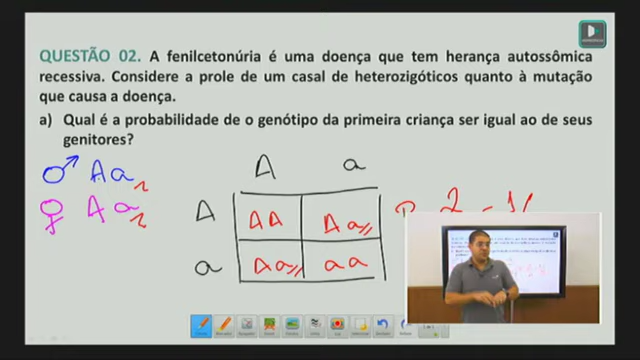 QUESTÃO 02. A fenilcetonúria é uma doença que tem herança autossômica
recessiva. Considere a prole de um casal de heterozigóticos quanto à mutação
que causa a doença.
a) Qual é a probabilidade de o genótipo da primeira criança ser igual ao de seus
genitores?
A a
♂ Aa
♀ Aa
A AA Aa
a Aa aa
P 2 = 1/